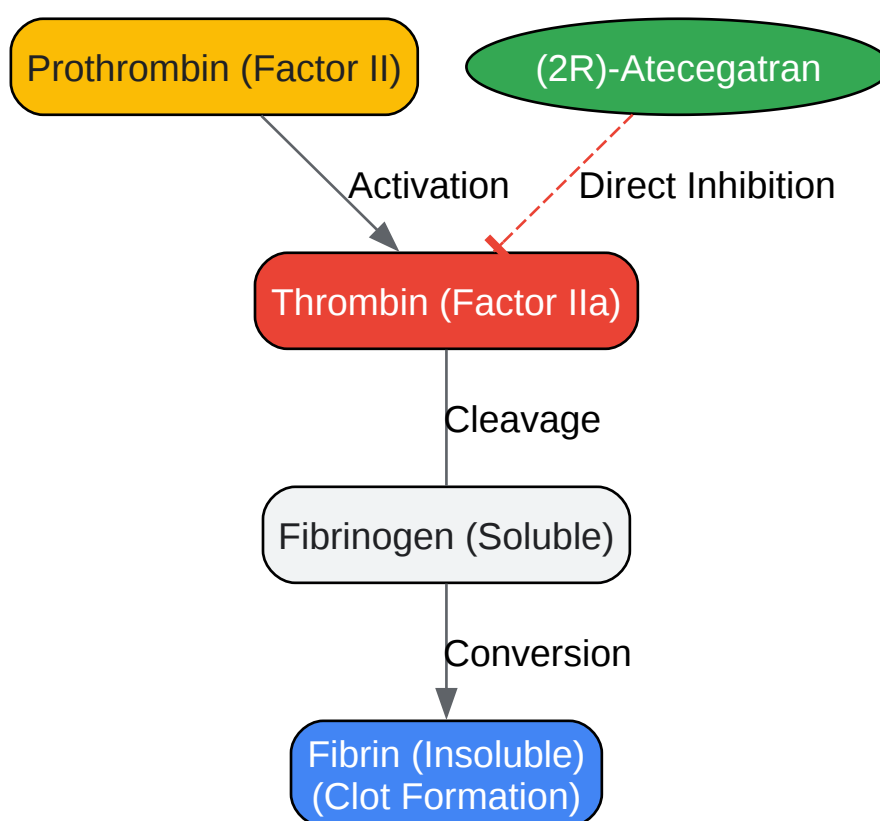 Prothrombin (Factor II)
(2R)-Atecegatran
Activation
Direct Inhibition
Thrombin (Factor IIa)
Cleavage
Fibrinogen (Soluble)
Conversion
Fibrin (Insoluble)
(Clot Formation)